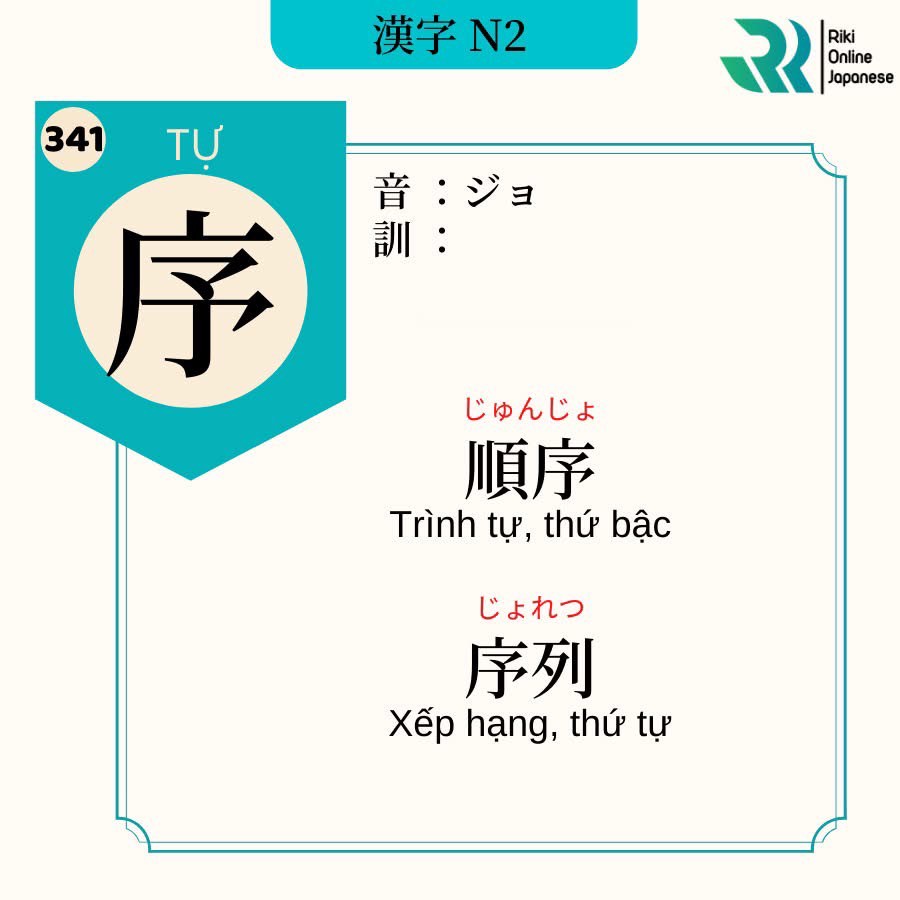 漢字 N2
Riki
Online
Japanese
341
TỰ
序
音 ：ジョ
訓 ：
じゅんじょ
順序
Trình tự, thứ bậc
じょれつ
序列
Xếp hạng, thứ tự